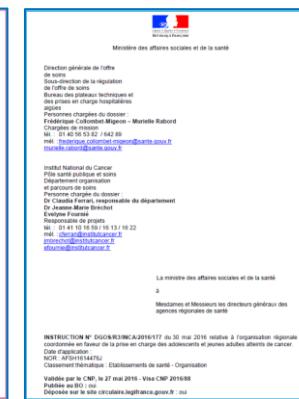 RÉPUBLIQUE FRANÇAISE
Ministère des affaires sociales et de la santé
Direction générale de l'offre
de soins
Sous-direction de la régulation
de l'offre de soins
Bureau des plateaux techniques et
des prises en charge hospitalières
aigües
Personnes chargées du dossier :
Frédérique Collombet-Migeon – Murielle Rabord
Chargées de mission
tél. : 01 40 56 53 82 / 642 89
mél. : frederique.collombet-migeon@sante.gouv.fr
murielle.rabord@sante.gouv.fr
Institut National du Cancer
Pôle santé publique et soins
Département organisation
et parcours de soins
Personne chargée du dossier :
Dr Claudia Ferrari, responsable du département
Dr Jeanne-Marie Bréchot
Evelyne Fournié
Responsable de projets
tél. : 01 41 10 16 59 / 16 13 / 16 22
mél. : cferrari@institutcancer.fr
jmbrechot@institutcancer.fr
efournie@institutcancer.fr
La ministre des affaires sociales et de la santé
à
Mesdames et Messieurs les directeurs généraux des
agences régionales de santé
INSTRUCTION N° DGOS/R3/INCA/2016/177 du 30 mai 2016 relative à l'organisation régionale
coordonnée en faveur de la prise en charge des adolescents et jeunes adultes atteints de cancer.
Date d'application :
NOR : AFSH1614475J
Classement thématique : Etablissements de santé - Organisation
Validée par le CNP, le 27 mai 2016 - Visa CNP 2016/88
Publiée au BO : oui
Déposée sur le site circulaire.legifrance.gouv.fr : oui